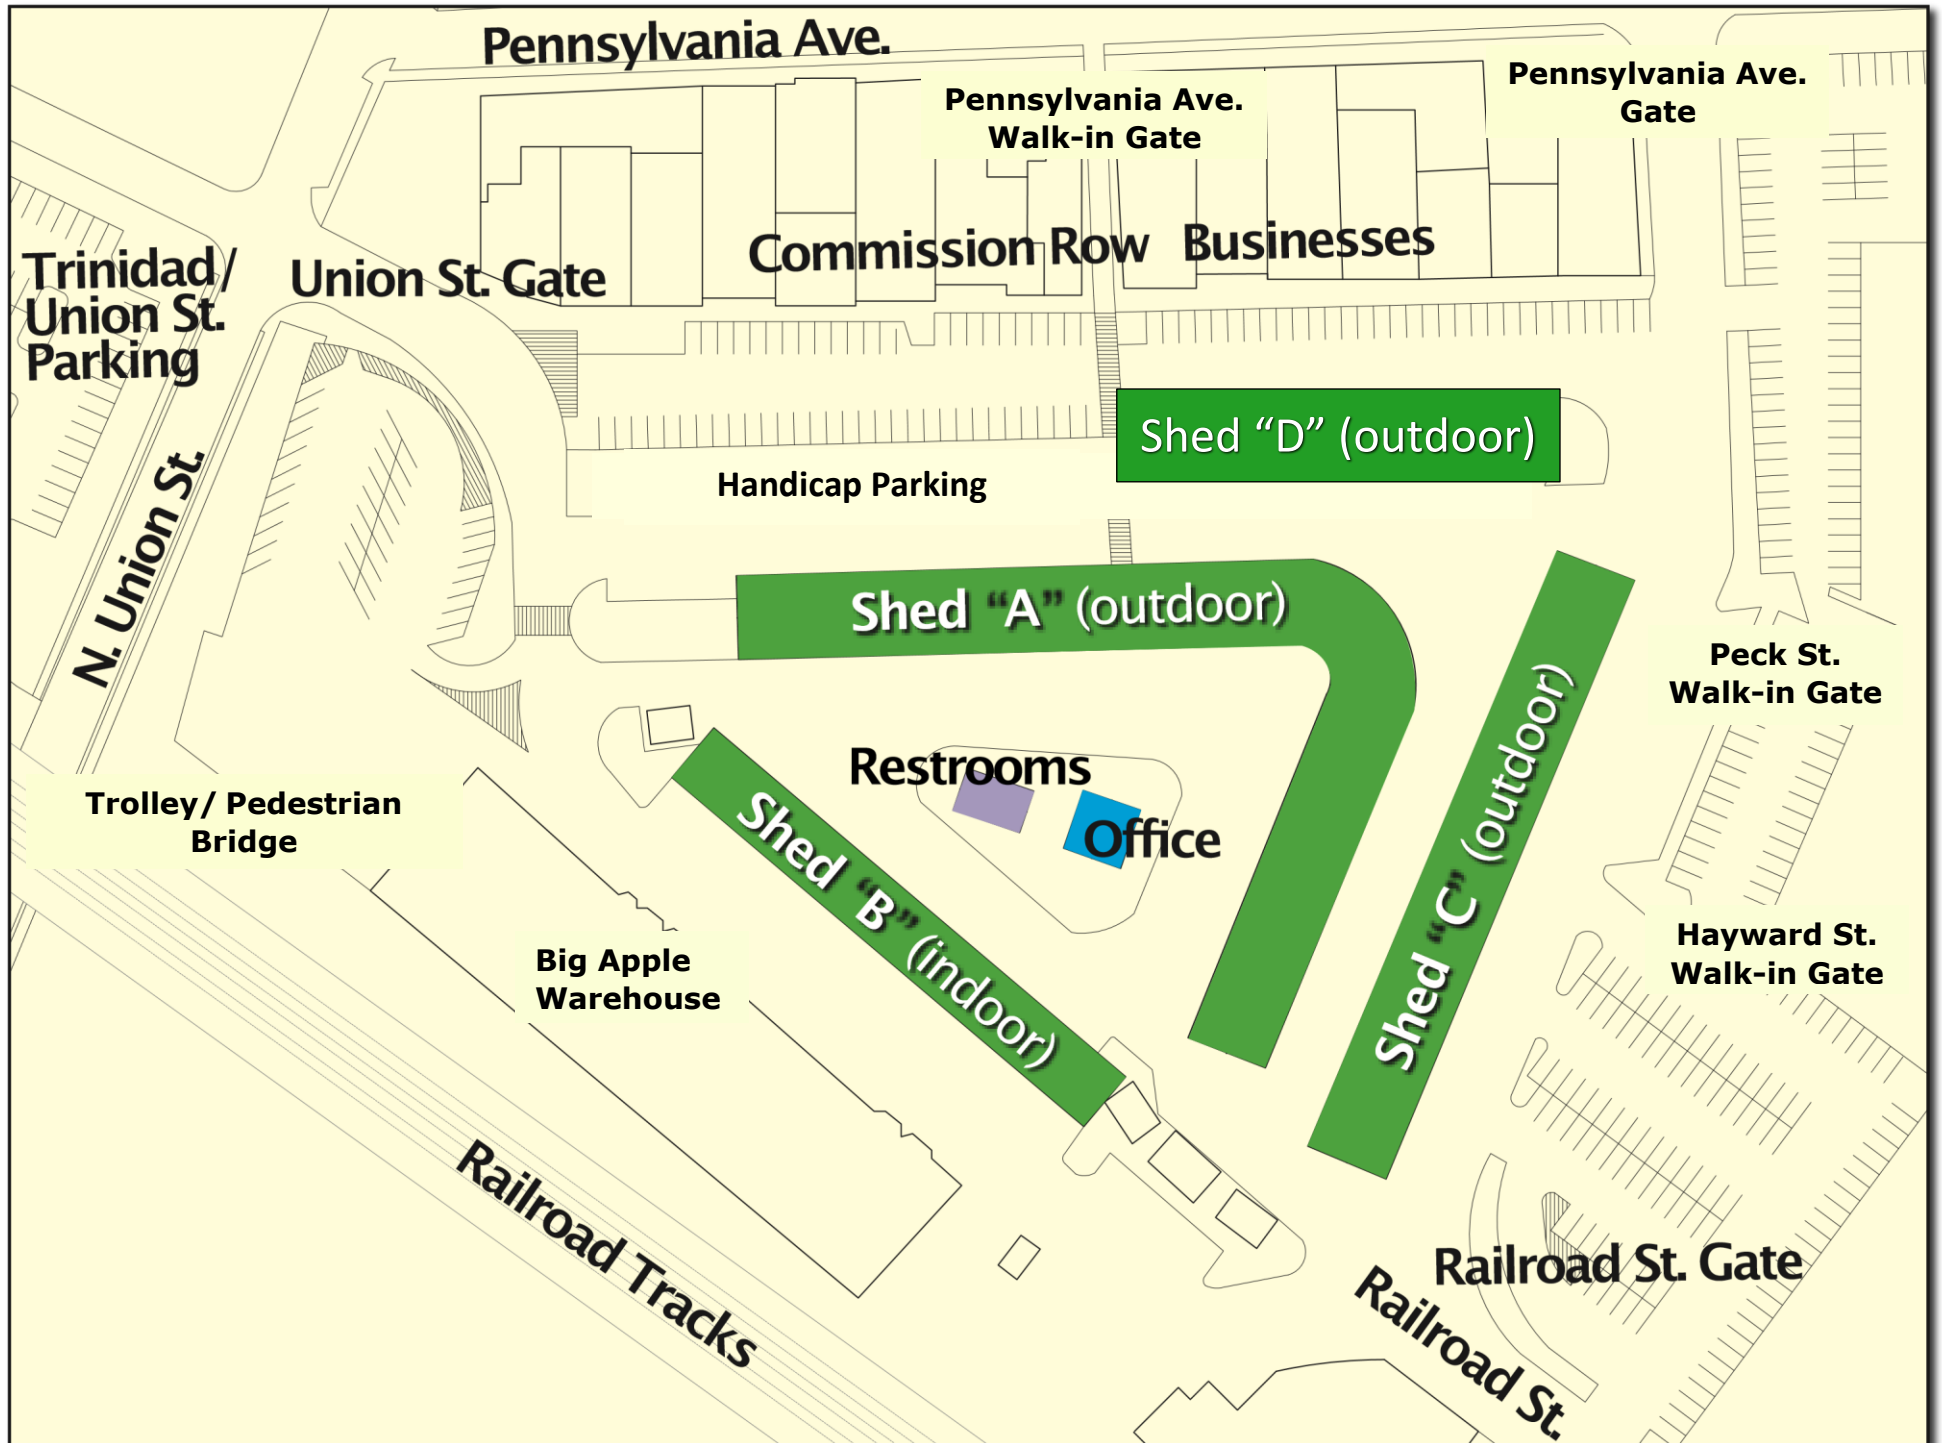 Pennsylvania Ave.
Pennsylvania Ave.
Walk-in Gate
Pennsylvania Ave.
Gate
Commission Row Businesses
Trinidad/
Union St.
Parking
Union St. Gate
N. Union St.
Shed “D” (outdoor)
Handicap Parking
Shed “A” (outdoor)
Peck St.
Walk-in Gate
Restrooms
Office
Shed “C” (outdoor)
Trolley/ Pedestrian
Bridge
Shed “B” (indoor)
Big Apple
Warehouse
Hayward St.
Walk-in Gate
Railroad Tracks
Railroad St. Gate
Railroad St.